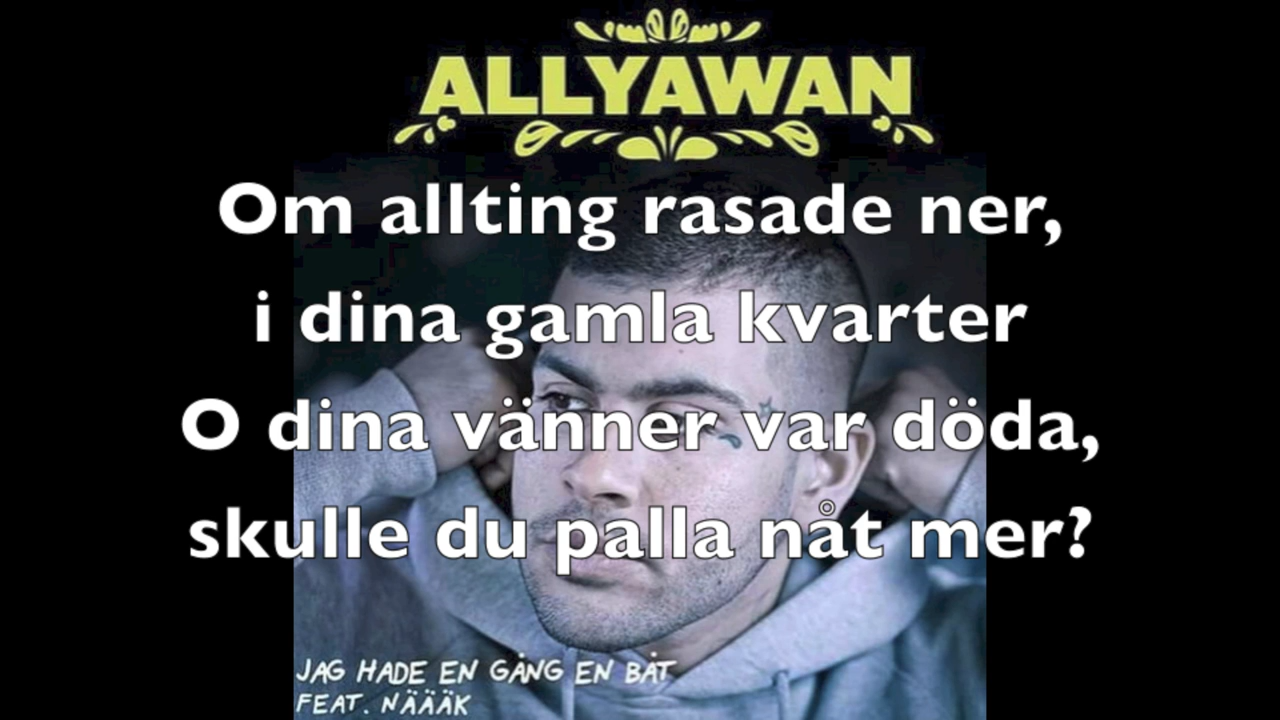 ALLYAWAN
Om allting rasade ner,
i dina gamla kvarter
O dina vänner var döda,
skulle du palla nåt mer?
JAG HADE EN GÅNG EN BÅT
FEAT. NÄÄÄK